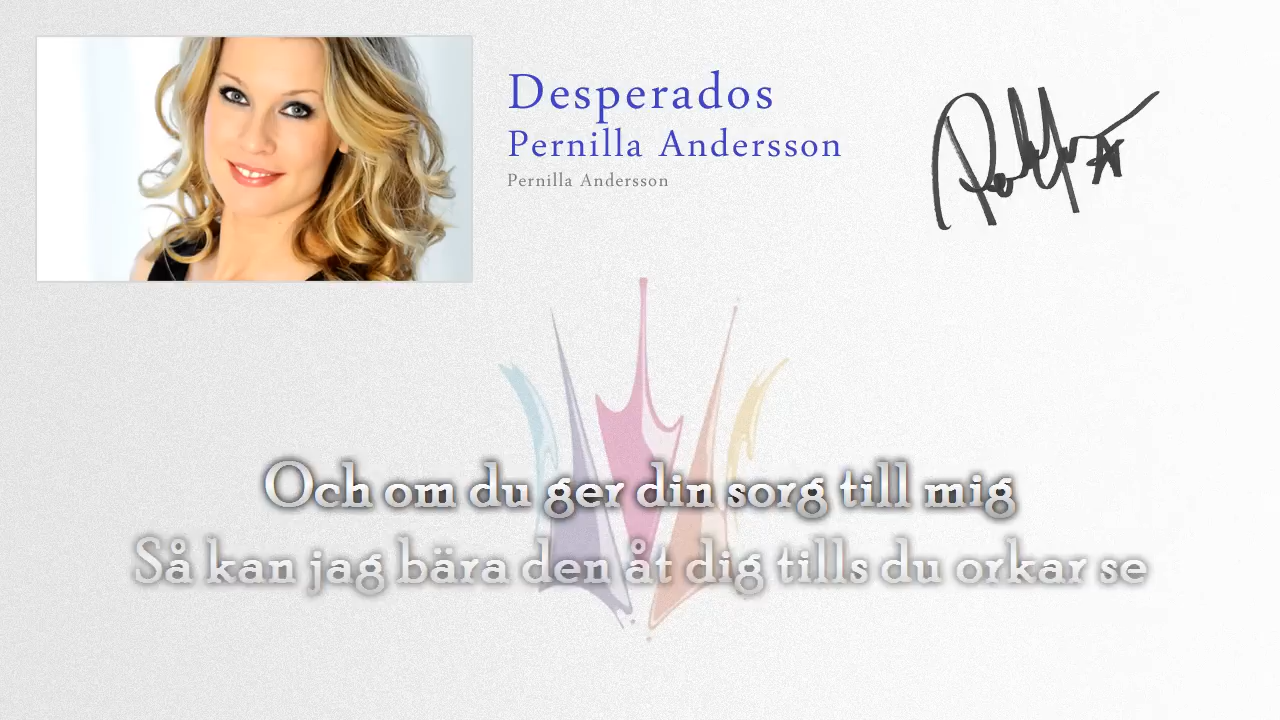 Desperados
Pernilla Andersson
Pernilla Andersson
Och om du ger din sorg till mig
Så kan jag bära den åt dig tills du orkar se